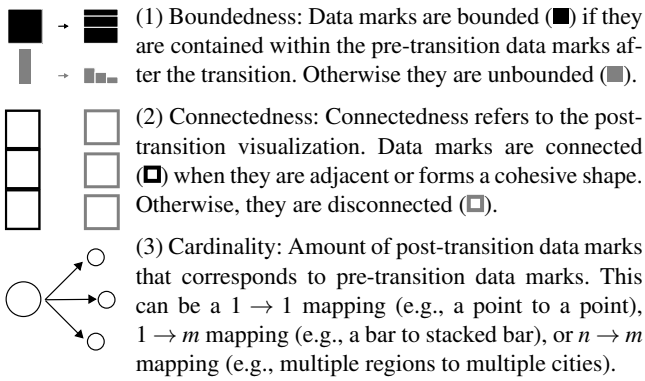 (1) Boundedness: Data marks are bounded (■) if they
are contained within the pre-transition data marks af-
ter the transition. Otherwise they are unbounded (■).
(2) Connectedness: Connectedness refers to the post-
transition visualization. Data marks are connected
(□) when they are adjacent or forms a cohesive shape.
Otherwise, they are disconnected (□).
(3) Cardinality: Amount of post-transition data marks
that corresponds to pre-transition data marks. This
can be a 1 → 1 mapping (e.g., a point to a point),
1 → m mapping (e.g., a bar to stacked bar), or n → m
mapping (e.g., multiple regions to multiple cities).